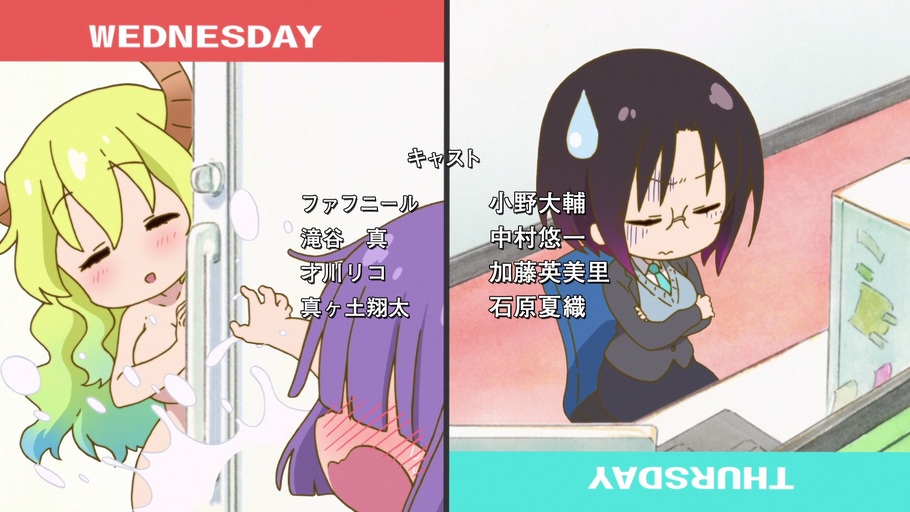 WEDNESDAY
キャスト
ファフニール 小野大輔
滝谷 真 中村悠一
才川リコ 加藤英美里
真ヶ土翔太 石原夏織
THURSDAY